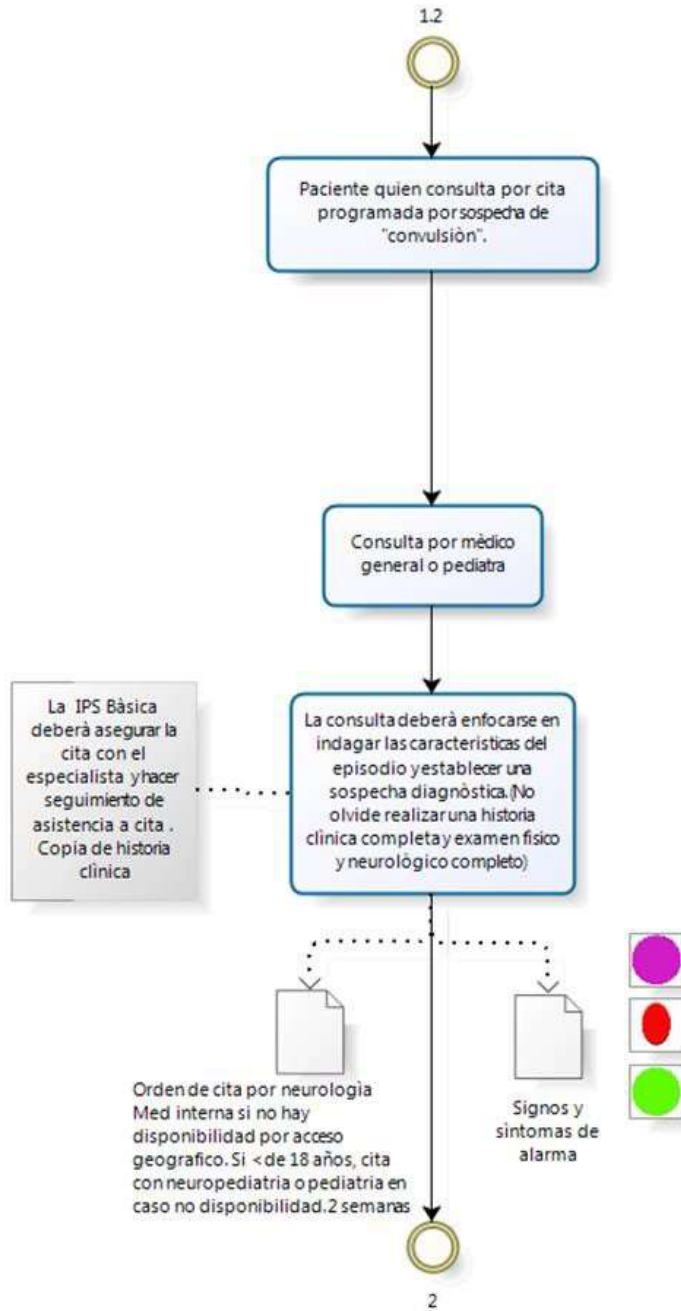 1.2
Paciente quien consulta por cita
programada por sospecha de
"convulsiòn".
Consulta por mèdico
general o pediatra
La IPS Bàsica
deberà asegurar la
cita con el
especialista y hacer
seguimiento de
asistencia a cita .
Copia de historia
clìnica
La consulta deberà enfocarse en
indagar las caracteristicas del
episodio y establecer una
sospecha diagnòstica.(No
olvide realizar una historia
clìnica completa y examen fisico
y neurològico completo)
Orden de cita por neurologìa
Med interna si no hay
disponibilidad por acceso
geografico. Si < de 18 años, cita
con neuropediatria o pediatria en
caso no disponibilidad.2 semanas
Signos y
sìntomas de
alarma
2